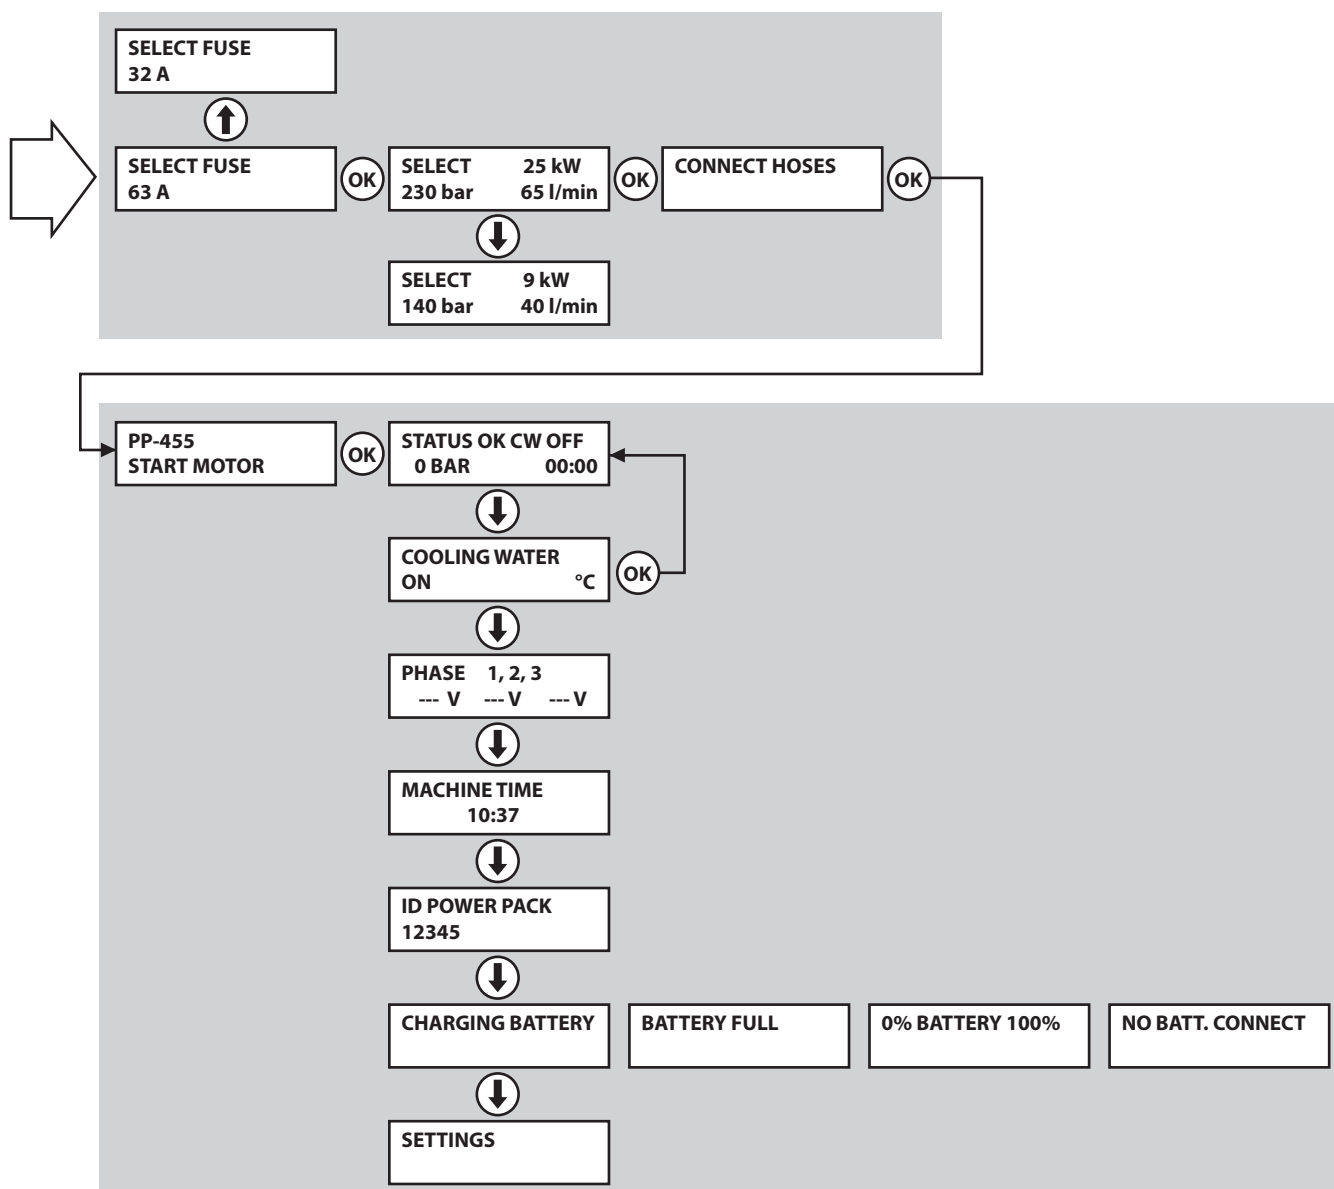 SELECT FUSE
32 A
SELECT FUSE
63 A
OK
SELECT 25 kW
230 bar 65 l/min
OK
CONNECT HOSES
OK
SELECT 9 kW
140 bar 40 l/min
PP-455
START MOTOR
OK
STATUS OK CW OFF
0 BAR 00:00
COOLING WATER
ON °C
OK
PHASE 1, 2, 3
--- V --- V --- V
MACHINE TIME
10:37
ID POWER PACK
12345
CHARGING BATTERY
BATTERY FULL
0% BATTERY 100%
NO BATT. CONNECT
SETTINGS